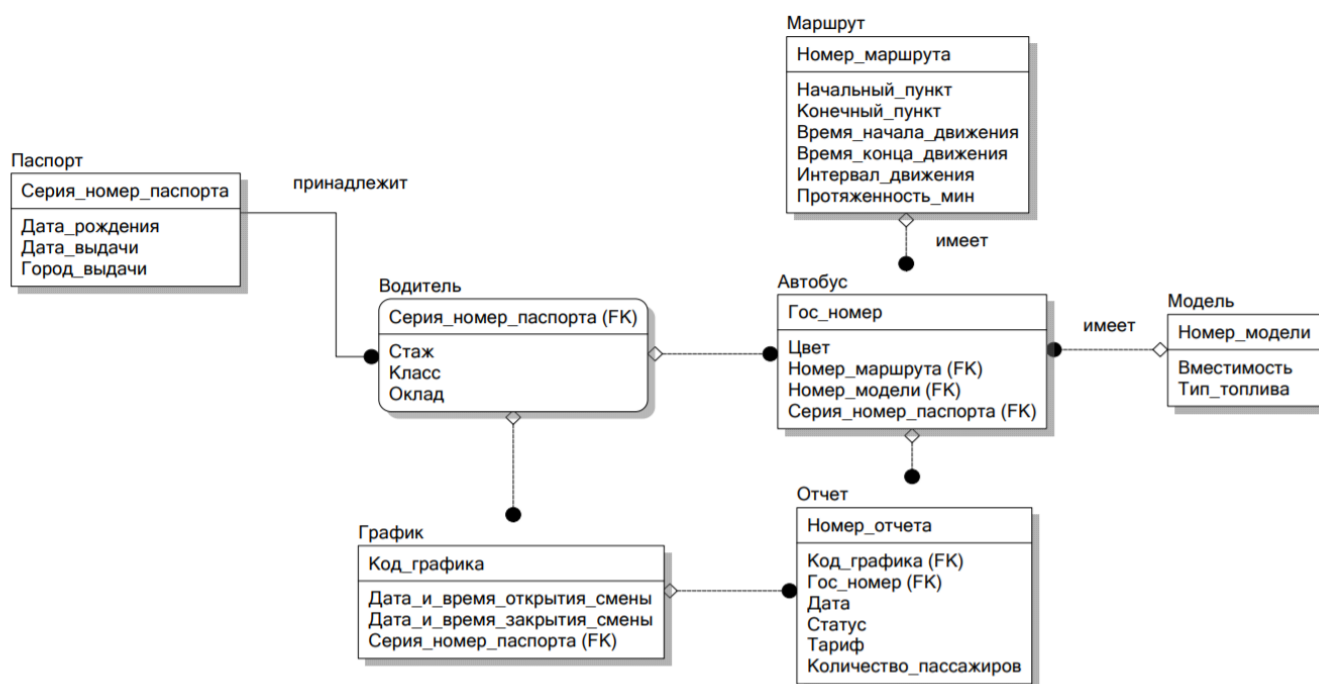 Маршрут
Номер_маршрута
Начальный_пункт
Конечный_пункт
Время_начала_движения
Время_конца_движения
Интервал_движения
Протяженность_мин
Паспорт
Серия_номер_паспорта
Дата_рождения
Дата_выдачи
Город_выдачи
принадлежит
имеет
Водитель
Серия_номер_паспорта (FK)
Стаж
Класс
Оклад
Автобус
Гос_номер
Цвет
Номер_маршрута (FK)
Номер_модели (FK)
Серия_номер_паспорта (FK)
имеет
Модель
Номер_модели
Вместимость
Тип_топлива
График
Код_графика
Дата_и_время_открытия_смены
Дата_и_время_закрытия_смены
Серия_номер_паспорта (FK)
Отчет
Номер_отчета
Код_графика (FK)
Гос_номер (FK)
Дата
Статус
Тариф
Количество_пассажиров